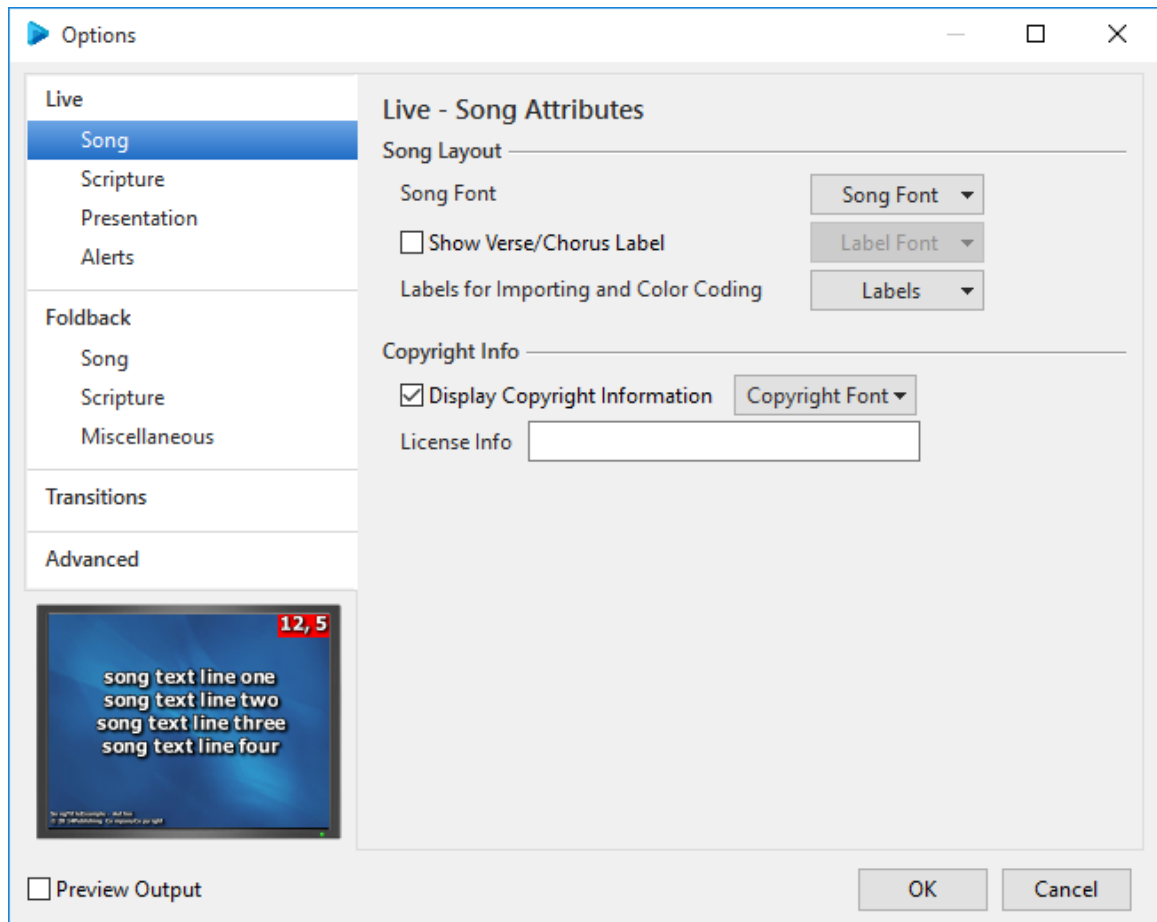 Options
Live
Song
Scripture
Presentation
Alerts
Foldback
Song
Scripture
Miscellaneous
Transitions
Advanced
12, 5
song text line one
song text line two
song text line three
song text line four
Live - Song Attributes
Song Layout
Song Font Song Font
Show Verse/Chorus Label Label Font
Labels for Importing and Color Coding Labels
Copyright Info
Display Copyright Information Copyright Font
License Info
Preview Output
OK Cancel